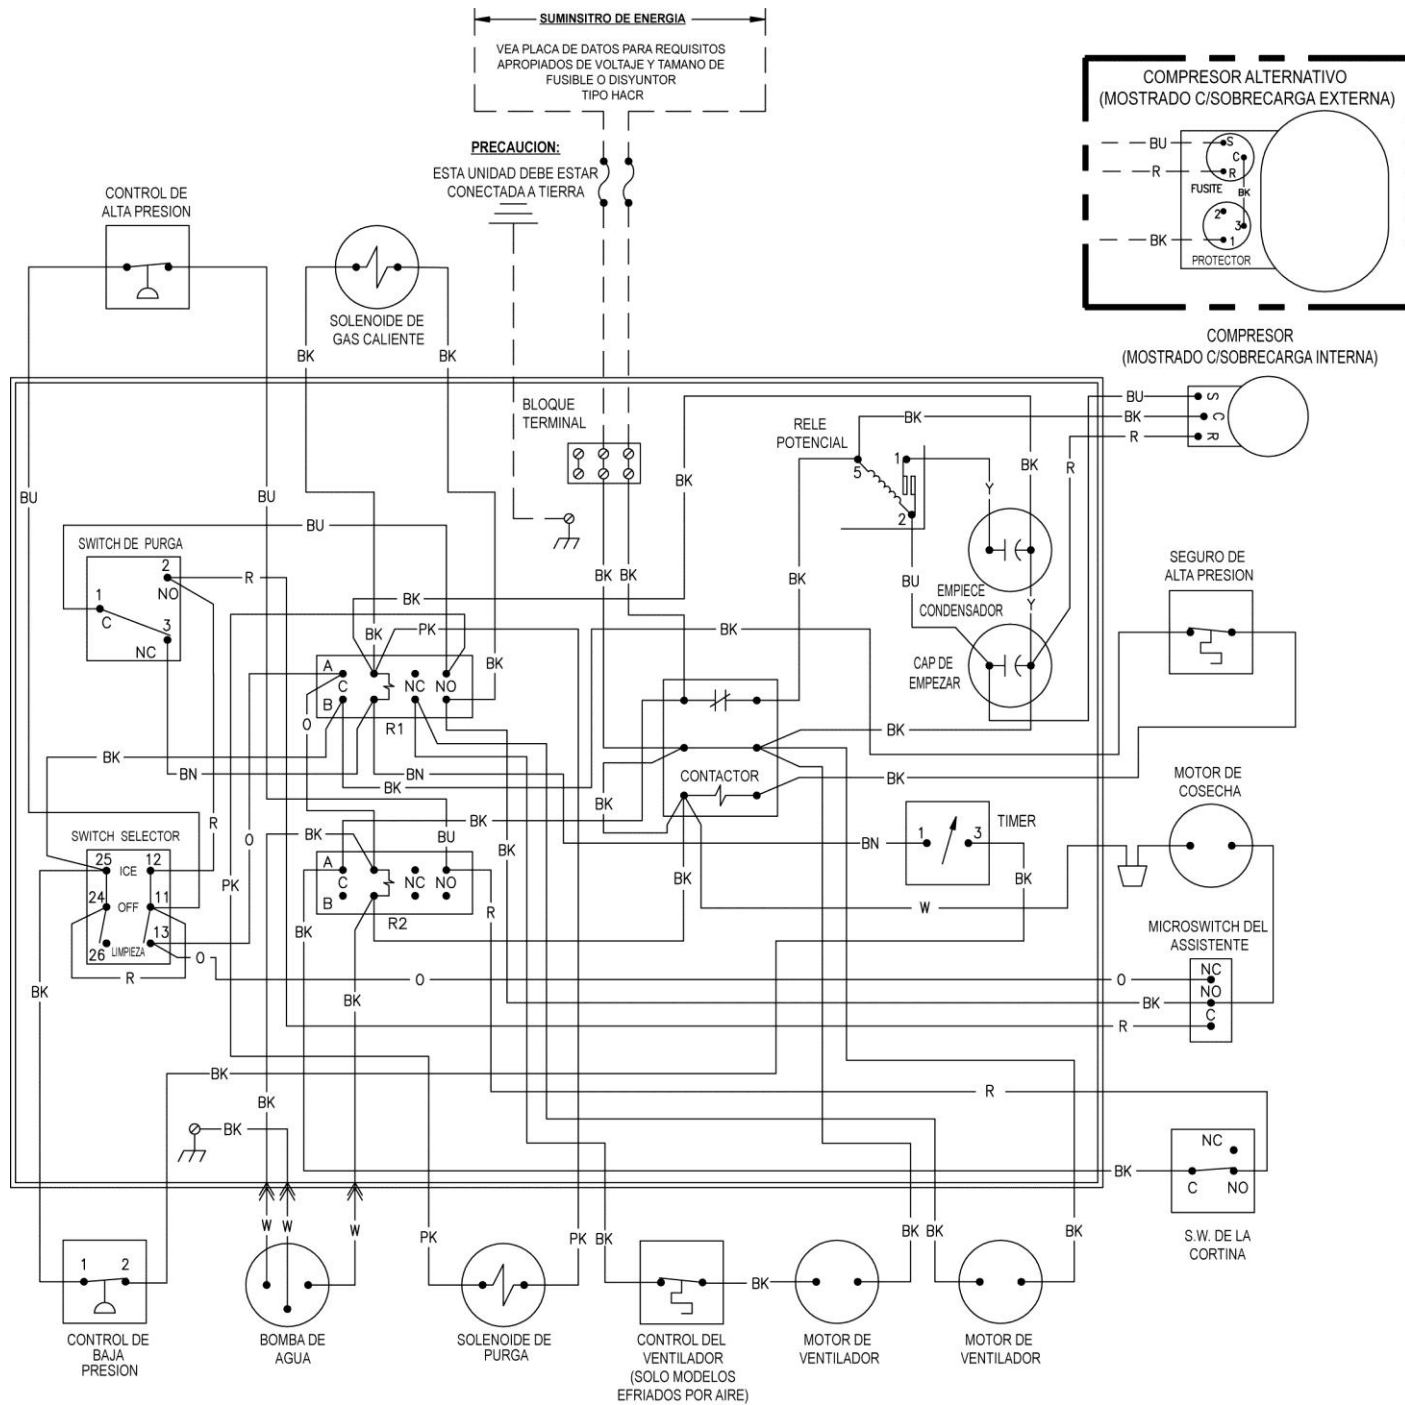 SUMINSITRO DE ENERGIA
VEA PLACA DE DATOS PARA REQUISITOS
APROPIADOS DE VOLTAJE Y TAMANO DE
FUSIBLE O DISYUNTOR
TIPO HACR
PRECAUCION:
ESTA UNIDAD DEBE ESTAR
CONECTADA A TIERRA
COMPRESOR ALTERNATIVO
(MOSTRADO C/SOBRECARGA EXTERNA)
BU
S
C
R
R
FUSITE
BK
2
3
BK
1
PROTECTOR
CONTROL DE
ALTA PRESION
SOLENOIDE DE
GAS CALIENTE
BK
BK
COMPRESOR
(MOSTRADO C/SOBRECARGA INTERNA)
BU
S
BK
C
R
R
BLOQUE
TERMINAL
RELE
POTENCIAL
BK
5
1
2
BK
R
BK
Y
BU
BU
BU
SWITCH DE PURGA
2
NO
1
C
3
NC
R
BK
BK
BK
BU
EMPIECE
CONDENSADOR
Y
CAP DE
EMPEZAR
SEGURO DE
ALTA PRESION
BK
BK
PK
BK
BK
A
C
NC
NO
B
R1
O
BK
BN
BN
BK
BK
CONTACTOR
BK
BK
MOTOR DE
COSECHA
R
O
BK
BK
BU
SWITCH SELECTOR
25
ICE
12
24
OFF
11
26
LIMPIEZA
13
R
O
PK
A
C
NC
NO
B
R2
BK
R
BK
BK
BN
1
3
TIMER
BK
W
MICROSWITCH DEL
ASSISTENTE
NC
NO
C
O
O
BK
R
BK
BK
BK
BK
BK
R
NC
C
NO
BK
S.W. DE LA
CORTINA
W
W
W
PK
PK
BK
BK
BK
BK
BK
1
2
CONTROL DE
BAJA
PRESION
BOMBA DE
AGUA
SOLENOIDE DE
PURGA
CONTROL DEL
VENTILADOR
(SOLO MODELOS
EFRIADOS POR AIRE)
MOTOR DE
VENTILADOR
MOTOR DE
VENTILADOR